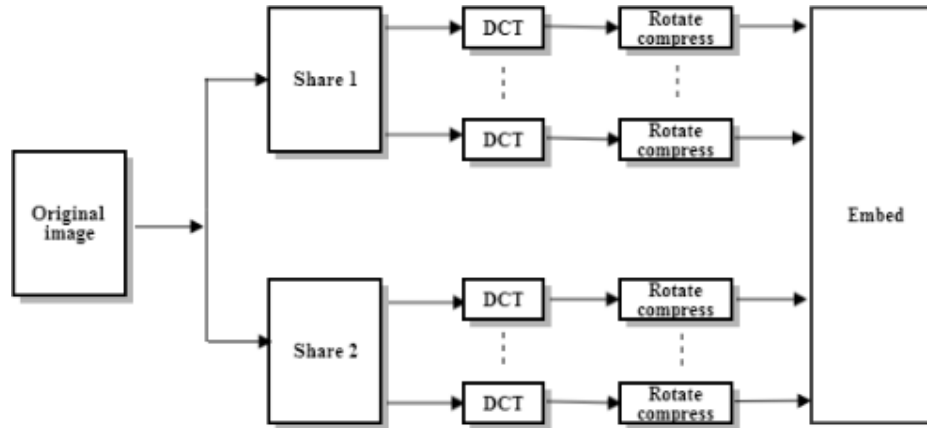 DCT
Rotate
compress
Share 1
DCT
Rotate
compress
Original
image
Embed
DCT
Rotate
compress
Share 2
DCT
Rotate
compress